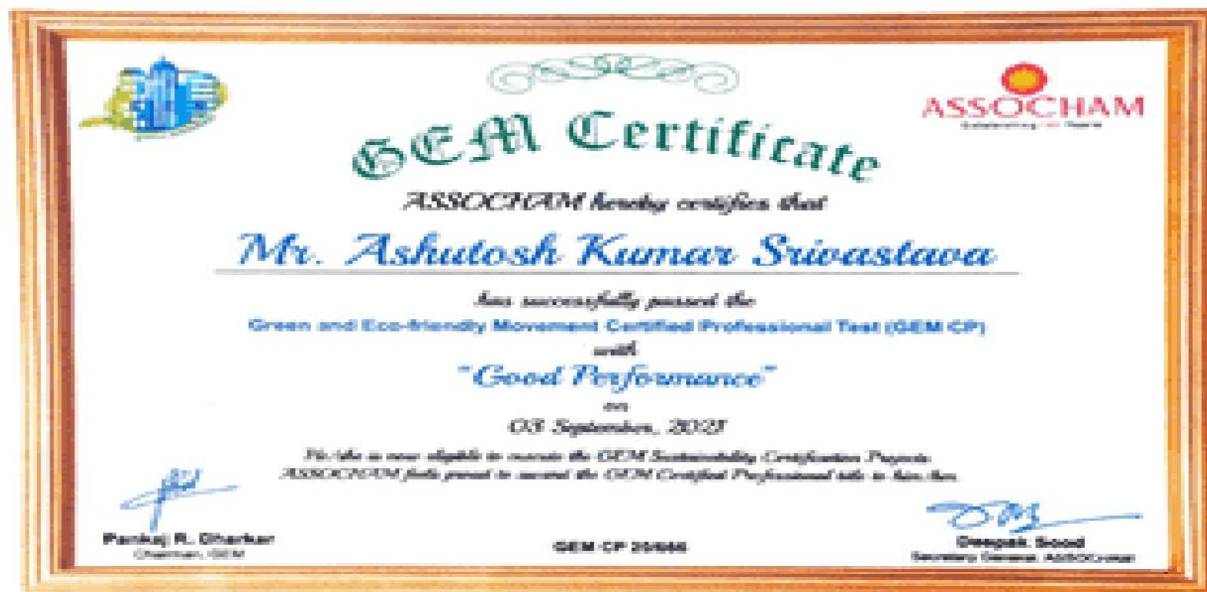 ASSOCHAM
GEM Certificate
ASSOCHAM hereby certifies that
Mr. Ashutosh Kumar Srivastava
has successfully passed the
Green and Eco-friendly Movement Certified Professional Test (GEM CP)
with
"Good Performance"
on
03 September, 2021
He/she is now eligible to execute the GEM Sustainability Certification Projects.
ASSOCHAM feels proud to award the GEM Certified Professional title to him/her.
Pankaj R. Dharkar
Chairman, GEM
GEM CP
Deepak Sood
Secretary General, ASSOCHAM